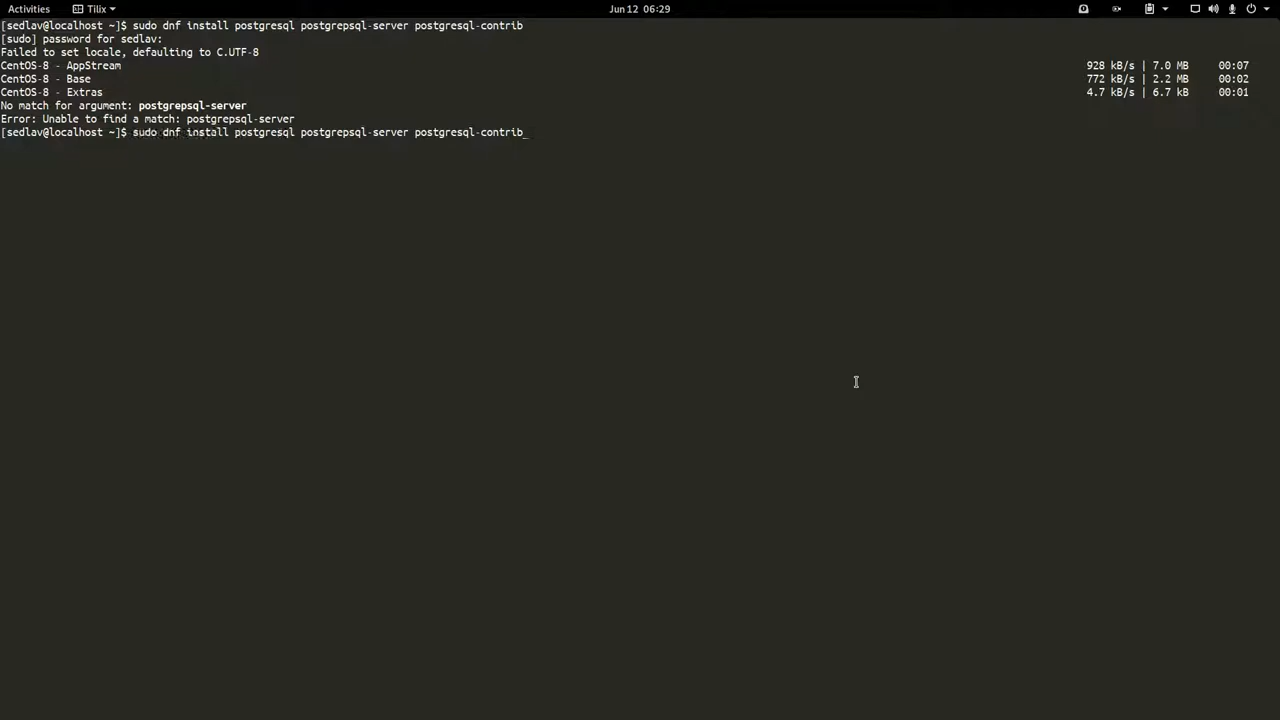 Activities Tilix Jun 12 06:29
[sedlav@localhost ~]$ sudo dnf install postgresql postgrepsql-server postgresql-contrib
[sudo] password for sedlav:
Failed to set locale, defaulting to C.UTF-8
CentOS-8 - AppStream 928 kB/s | 7.0 MB 00:07
CentOS-8 - Base 772 kB/s | 2.2 MB 00:02
CentOS-8 - Extras 4.7 kB/s | 6.7 kB 00:01
No match for argument: postgrepsql-server
Error: Unable to find a match: postgrepsql-server
[sedlav@localhost ~]$ sudo dnf install postgresql postgrepsql-server postgresql-contrib_